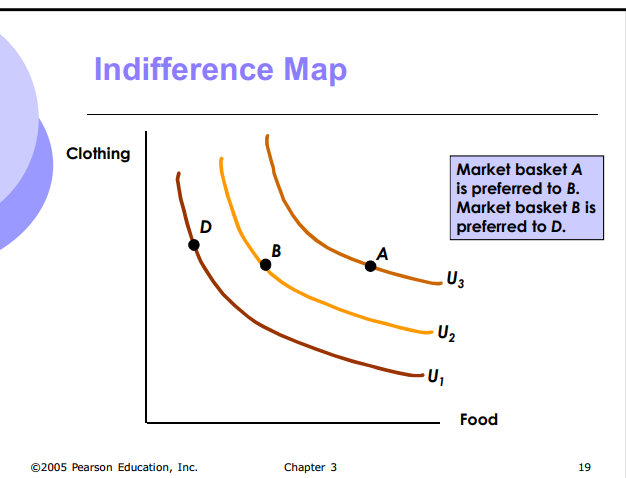 Indifference Map
Clothing
Market basket A
is preferred to B.
Market basket B is
preferred to D.
D
B
A
U3
U2
U1
Food
©2005 Pearson Education, Inc.
Chapter 3
19